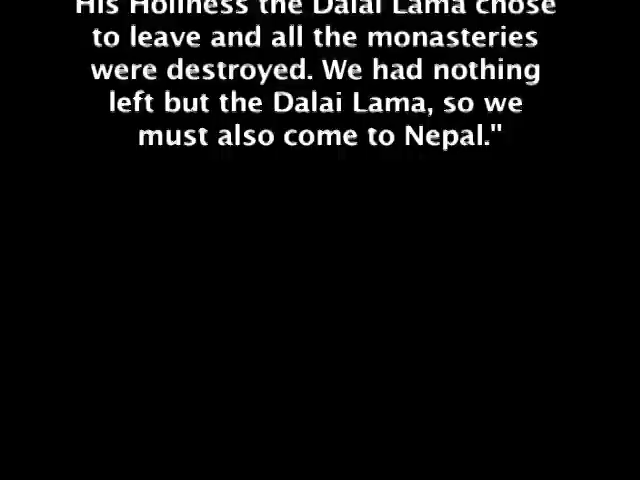 His Holiness the Dalai Lama chose
to leave and all the monasteries
were destroyed. We had nothing
left but the Dalai Lama, so we
must also come to Nepal."